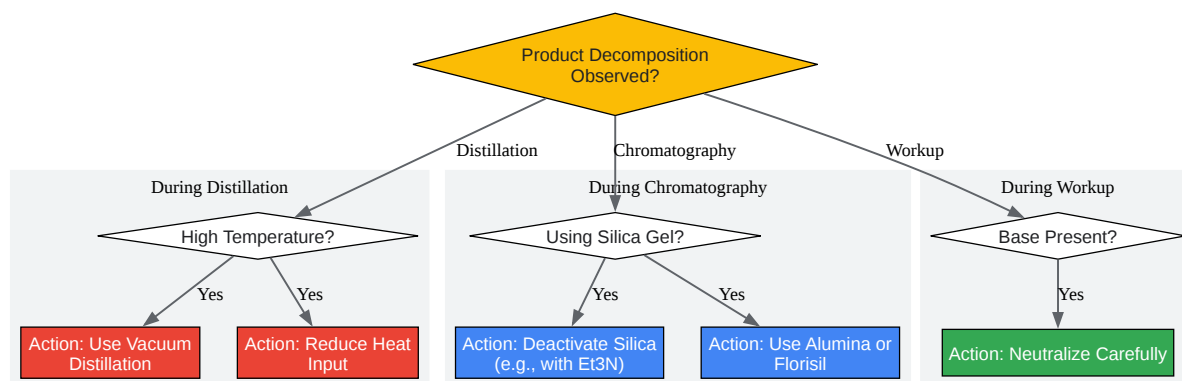 Product Decomposition
Observed?
Distillation
Chromatography
Workup
During Distillation
During Chromatography
During Workup
High Temperature?
Using Silica Gel?
Base Present?
Yes
Yes
Yes
Yes
Yes
Action: Use Vacuum
Distillation
Action: Reduce Heat
Input
Action: Deactivate Silica
(e.g., with Et3N)
Action: Use Alumina or
Florisil
Action: Neutralize Carefully